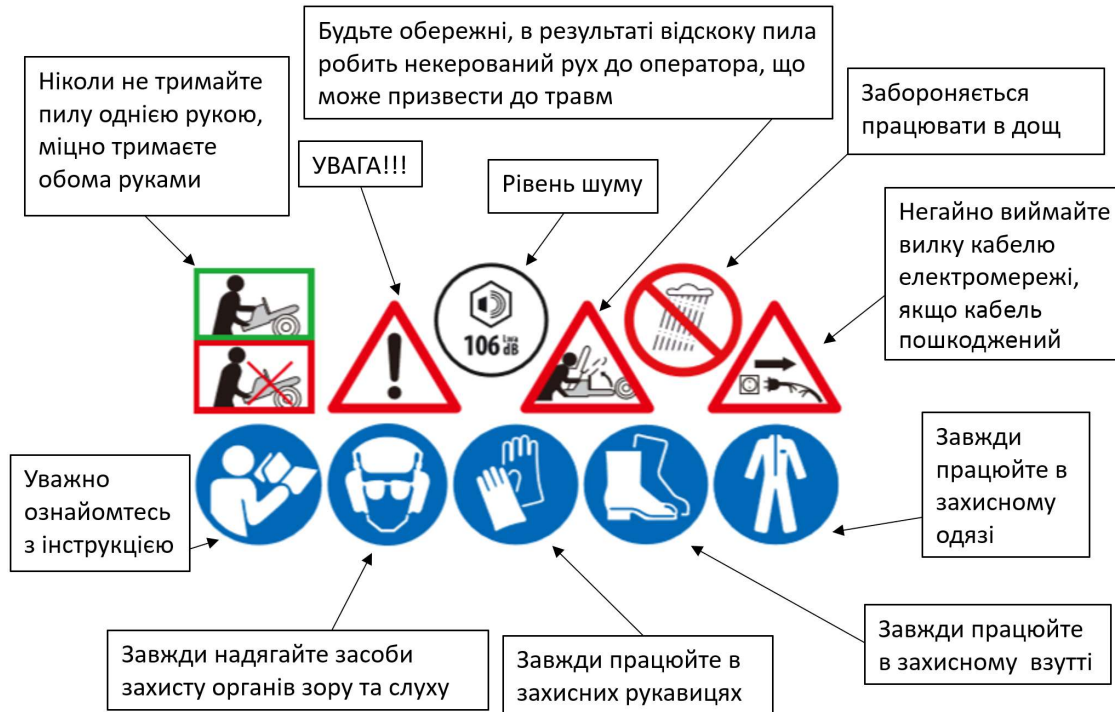 Будьте обережні, в результаті відскоку пила
робить некерований рух до оператора, що
може призвести до травм
Ніколи не тримайте
пилу однією рукою,
міцно тримаєте
обома руками
УВАГА!!!
Рівень шуму
Забороняється
працювати в дощ
Негайно виймайте
вилку кабелю
електромережі,
якщо кабель
пошкоджений
106 Lwa dB
Уважно
ознайомтесь
з інструкцією
Завжди
працюйте в
захисному
одязі
Завжди надягайте засоби
захисту органів зору та слуху
Завжди працюйте в
захисних рукавицях
Завжди працюйте
в захисному взутті